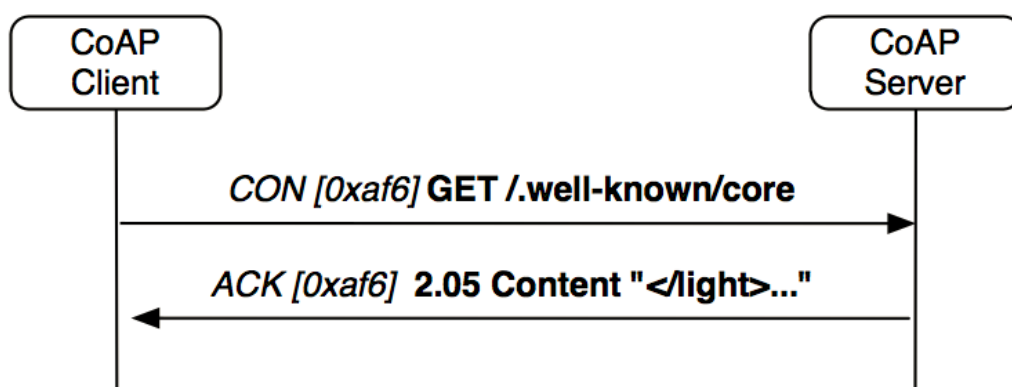 CoAP
Client
CoAP
Server
CON [0xaf6] GET /.well-known/core
ACK [0xaf6] 2.05 Content "</light>..."